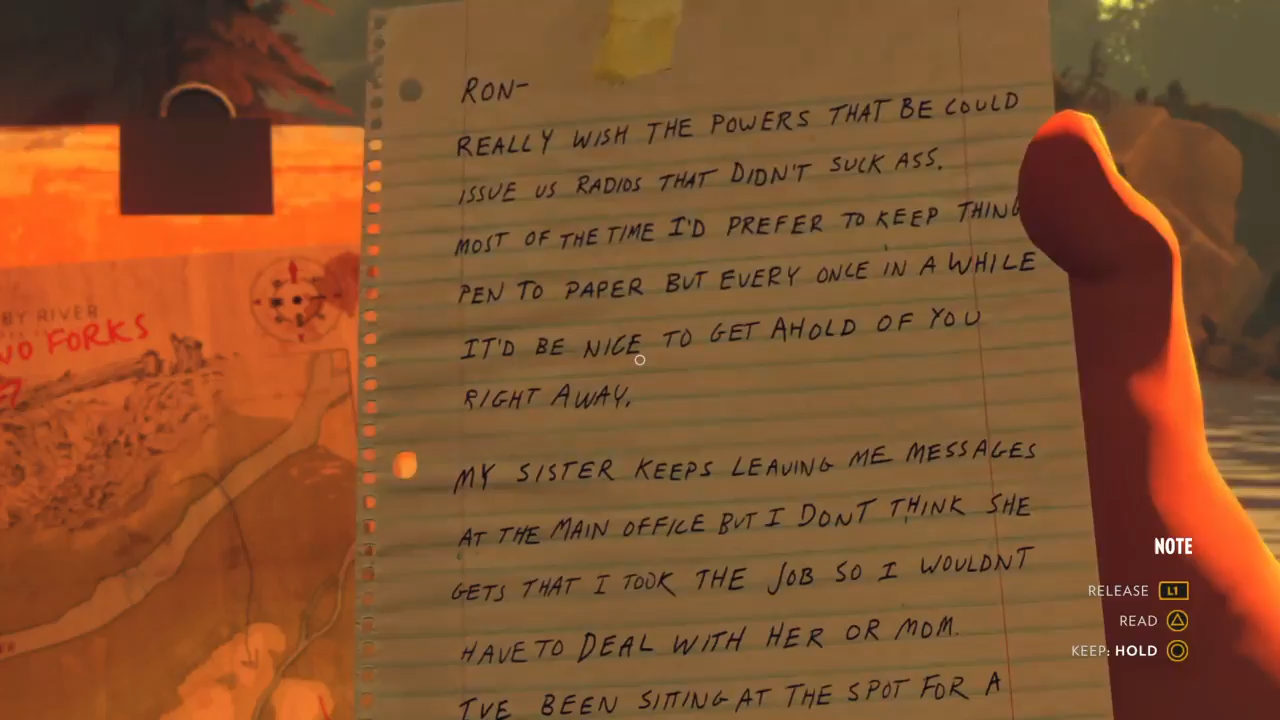 RON-
REALLY WISH THE POWERS THAT BE COULD
ISSUE US RADIOS THAT DIDN'T SUCK ASS.
MOST OF THE TIME I'D PREFER TO KEEP THING
PEN TO PAPER BUT EVERY ONCE IN A WHILE
IT'D BE NICE TO GET AHOLD OF YOU
RIGHT AWAY.
MY SISTER KEEPS LEAVING ME MESSAGES
AT THE MAIN OFFICE BUT I DONT THINK SHE
GETS THAT I TOOK THE JOB SO I WOULDNT
HAVE TO DEAL WITH HER OR MOM.
I'VE BEEN SITTING AT THE SPOT FOR A
BY RIVER
FORKS
NOTE
RELEASE L1
READ
KEEP: HOLD